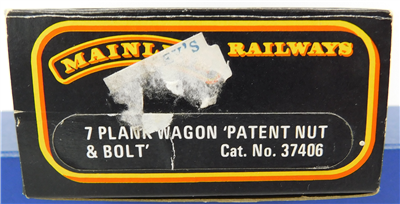 RAILWAYS
7 PLANK WAGON 'PATENT NUT
& BOLT' Cat. No. 37406